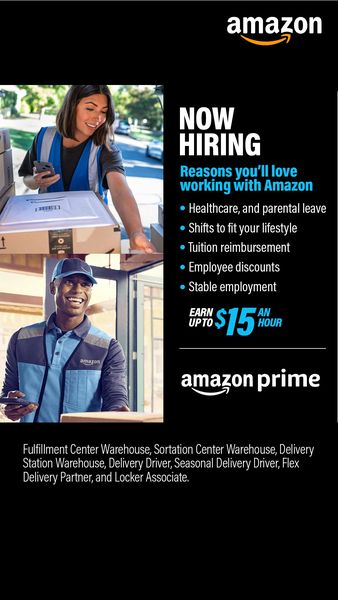 amazon
NOW
HIRING
Reasons you'll love
working with Amazon
• Healthcare, and parental leave
• Shifts to fit your lifestyle
• Tuition reimbursement
• Employee discounts
• Stable employment
EARN UP TO $15 AN HOUR
amazon
amazon prime
Fulfillment Center Warehouse, Sortation Center Warehouse, Delivery
Station Warehouse, Delivery Driver, Seasonal Delivery Driver, Flex
Delivery Partner, and Locker Associate.